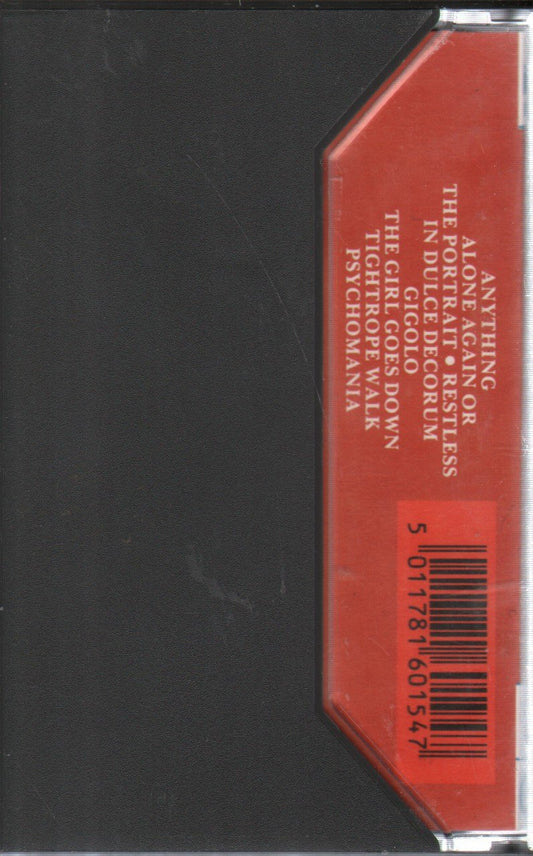 ANYTHING
ALONE AGAIN OR
THE PORTRAIT • RESTLESS
IN DULCE DECORUM
GIGOLO
THE GIRL GOES DOWN
TIGHTROPE WALK
PSYCHOMANIA
5 011781 601547